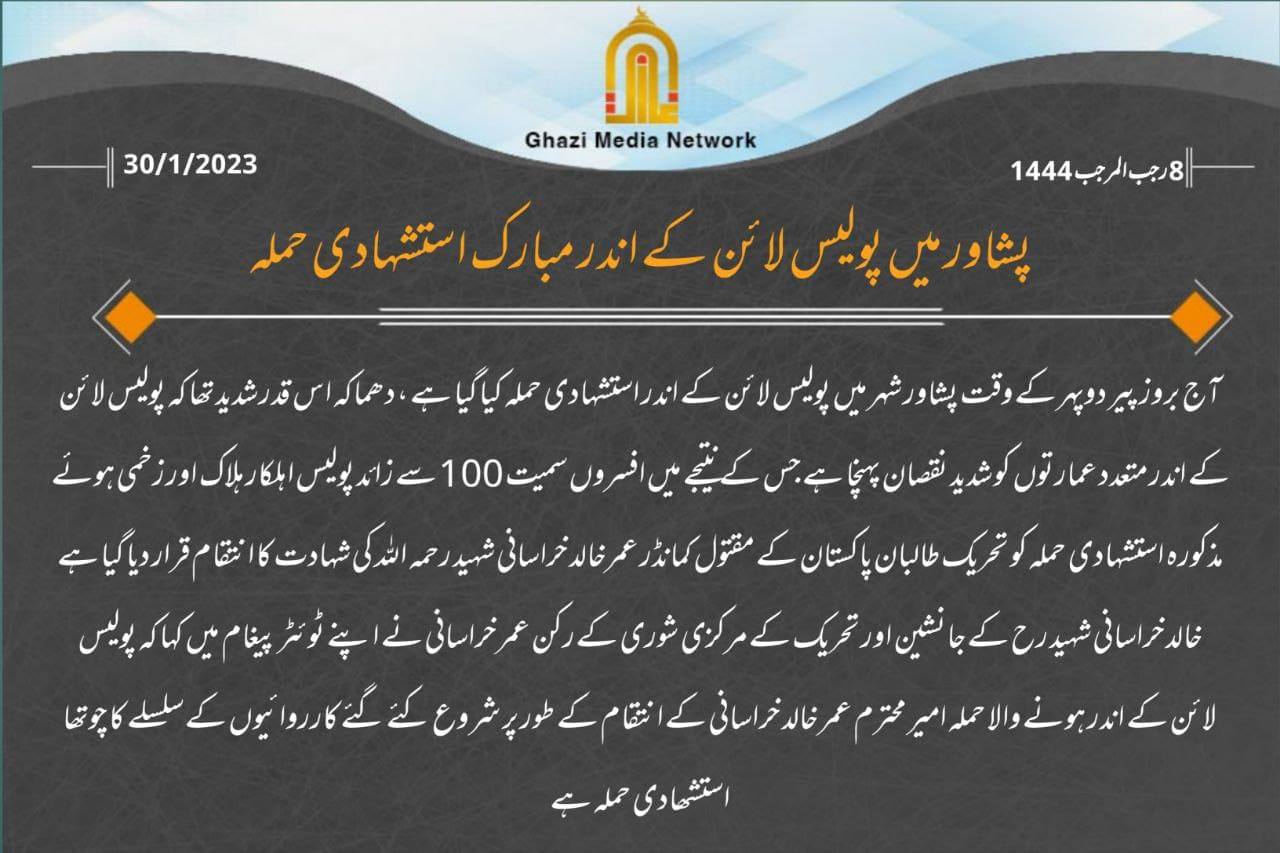 Ghazi Media Network
8 رجب المرجب 1444
30/1/2023
پشاور میں پولیس لائن کے اندر مبارک استشہادی حملہ
آج بروز پیر دوپہر کے وقت پشاور شہر میں پولیس لائن کے اندر استشہادی حملہ کیا گیا ہے ، دھماکہ اس قدر شدید تھا کہ پولیس لائن
کے اندر متعدد عمارتوں کو شدید نقصان پہنچا ہے جس کے نتیجے میں افسروں سمیت 100 سے زائد پولیس اہلکار ہلاک اور زخمی ہوئے
مذکورہ استشہادی حملہ کو تحریک طالبان پاکستان کے مقتول کمانڈر عمر خالد خراسانی شہید رحمہ اللہ کی شہادت کا انتقام قرار دیا گیا ہے
خالد خراسانی شہید رح کے جانشین اور تحریک کے مرکزی شوری کے رکن عمر خراسانی نے اپنے ٹوئٹر پیغام میں کہا کہ پولیس
لائن کے اندر ہونے والا حملہ امیر محترم عمر خالد خراسانی کے انتقام کے طور پر شروع کئے گئے کارروائیوں کے سلسلے کا چوتھا
استشھادی حملہ ہے